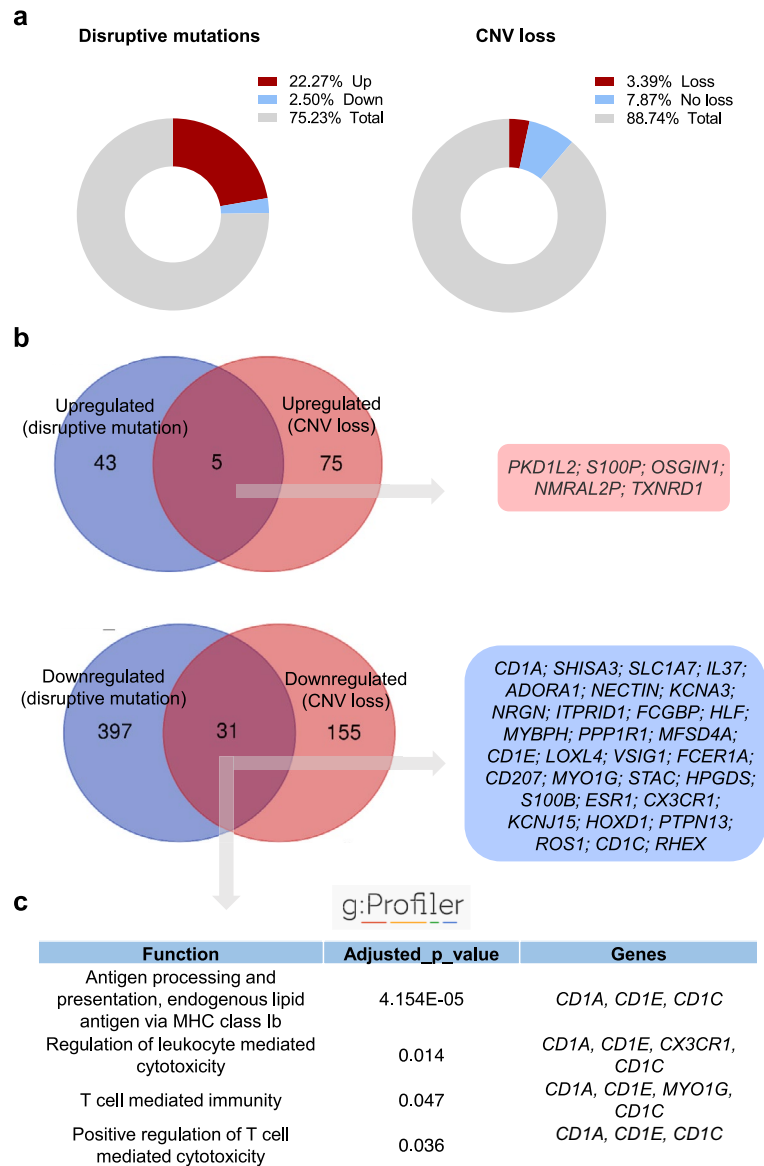 a
Disruptive mutations
CNV loss
22.27% Up
2.50% Down
75.23% Total
3.39% Loss
7.87% No loss
88.74% Total
b
Upregulated
(disruptive mutation)
Upregulated
(CNV loss)
43
5
75
PKD1L2; S100P; OSGIN1;
NMRAL2P; TXNRD1
Downregulated
(disruptive mutation)
Downregulated
(CNV loss)
397
31
155
CD1A; SHISA3; SLC1A7; IL37;
ADORA1; NECTIN; KCNA3;
NRGN; ITPRID1; FCGBP; HLF;
MYBPH; PPP1R1; MFSD4A;
CD1E; LOXL4; VSIG1; FCER1A;
CD207; MYO1G; STAC; HPGDS;
S100B; ESR1; CX3CR1;
KCNJ15; HOXD1; PTPN13;
ROS1; CD1C; RHEX
c
g:Profiler
Function
Adjusted_p_value
Genes
Antigen processing and
presentation, endogenous lipid
antigen via MHC class Ib
4.154E-05
CD1A, CD1E, CD1C
Regulation of leukocyte mediated
cytotoxicity
0.014
CD1A, CD1E, CX3CR1,
CD1C
T cell mediated immunity
0.047
CD1A, CD1E, MYO1G,
CD1C
Positive regulation of T cell
mediated cytotoxicity
0.036
CD1A, CD1E, CD1C